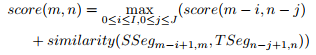 score(m, n) = max_{0≤i≤I,0≤j≤J} (score(m − i, n − j)
+ similarity(SSeg_{m−i+1,m}, TSeg_{n−j+1,n}))